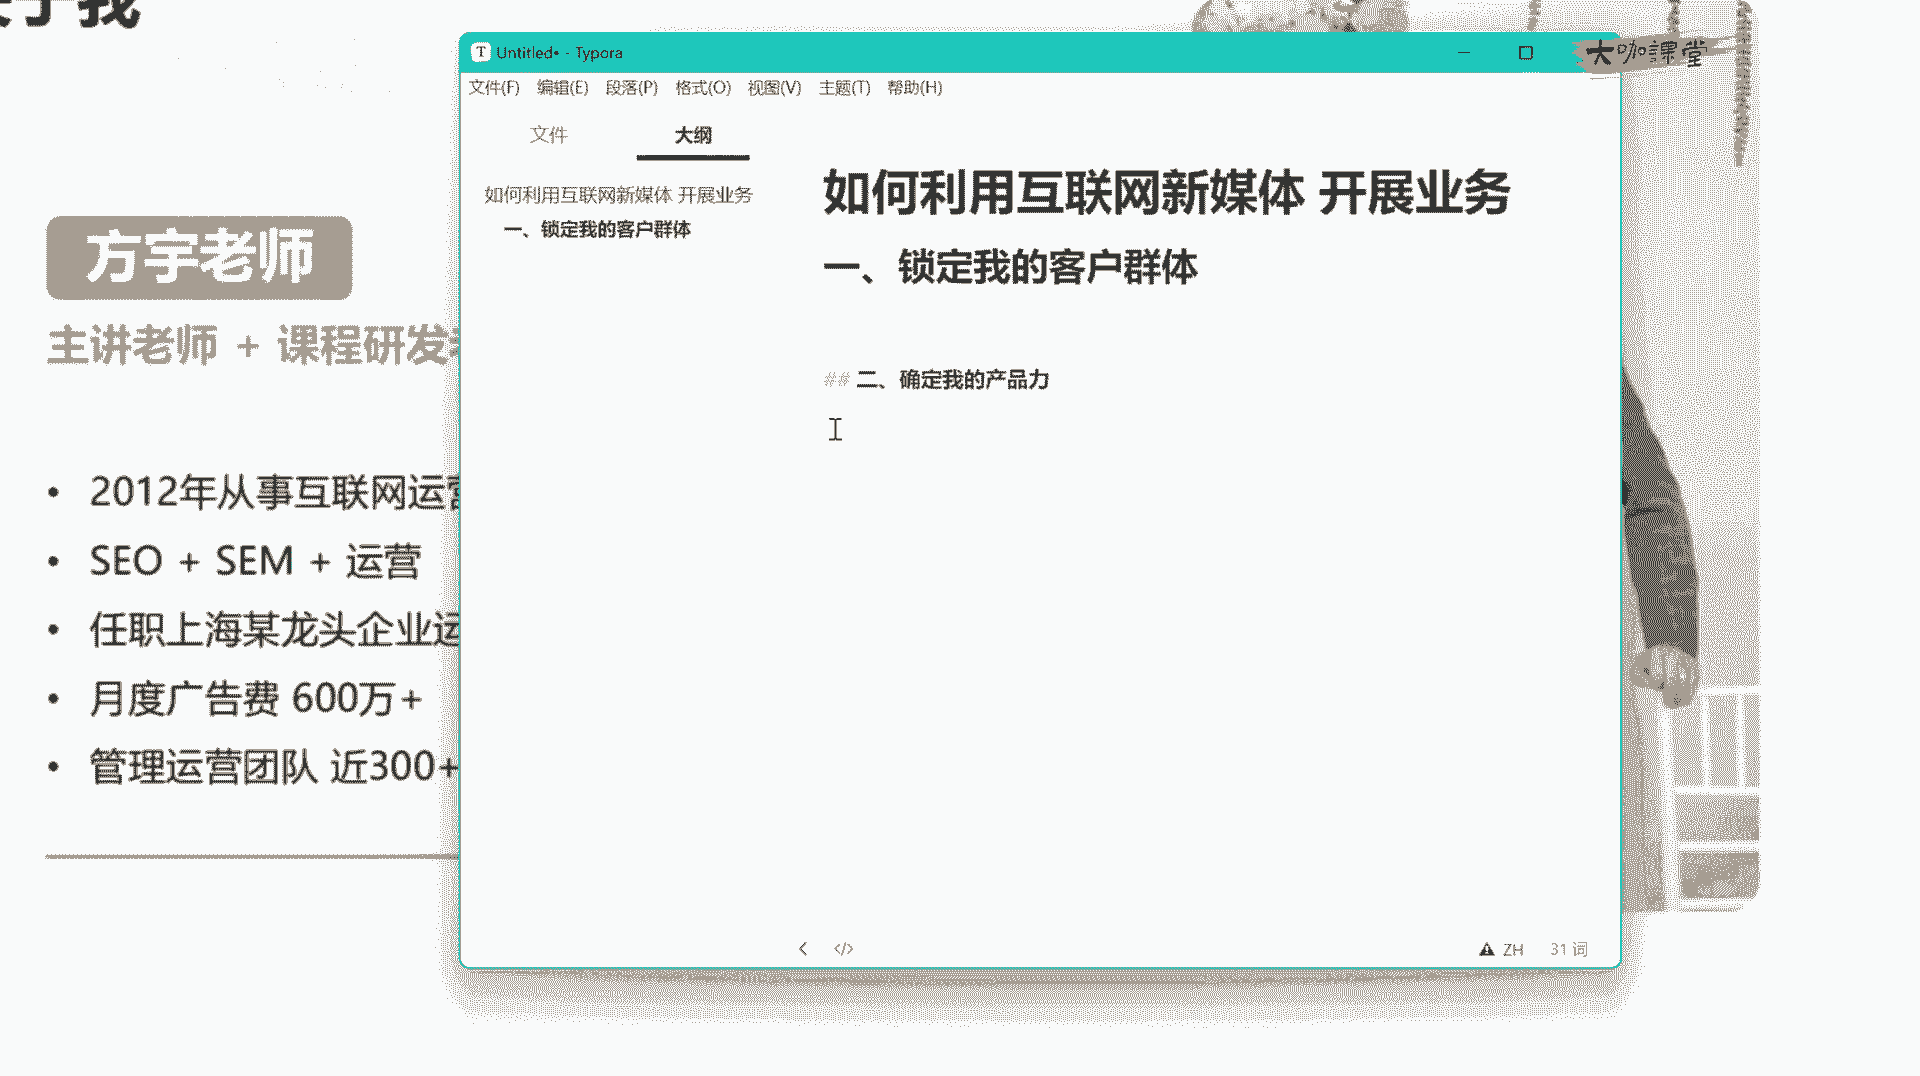 于我
方宇老师
主讲老师 + 课程研发
• 2012年从事互联网运营
• SEO + SEM + 运营
• 任职上海某龙头企业运
• 月度广告费 600万+
• 管理运营团队 近300+
Untitled• - Typora
大咖課堂
文件(F) 编辑(E) 段落(P) 格式(O) 视图(V) 主题(T) 帮助(H)
文件 大纲
如何利用互联网新媒体 开展业务
一、锁定我的客户群体
如何利用互联网新媒体 开展业务
一、锁定我的客户群体
## 二、确定我的产品力
</> ZH 31 词